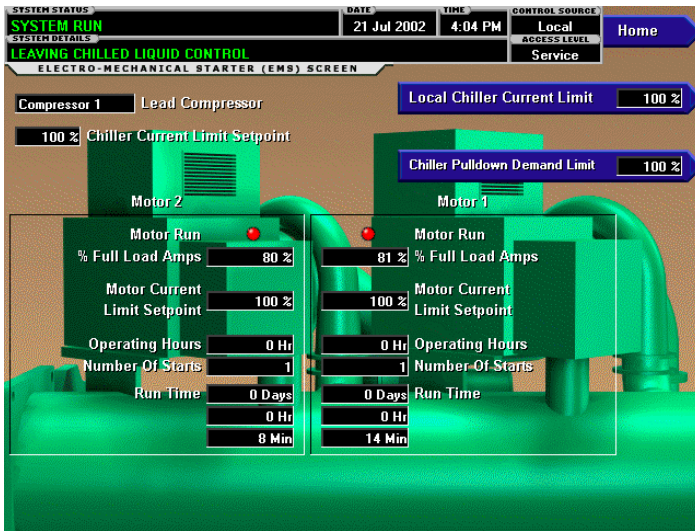 SYSTEM STATUS
SYSTEM RUN
DATE
21 Jul 2002
TIME
4:04 PM
CONTROL SOURCE
Local
Home
SYSTEM DETAILS
LEAVING CHILLED LIQUID CONTROL
ACCESS LEVEL
Service
ELECTRO-MECHANICAL STARTER (EMS) SCREEN
Compressor 1 Lead Compressor
Local Chiller Current Limit 100 %
100 % Chiller Current Limit Setpoint
Chiller Pulldown Demand Limit 100 %
Motor 2
Motor Run
% Full Load Amps 80 %
Motor Current
Limit Setpoint 100 %
Operating Hours 0 Hr
Number Of Starts 1
Run Time 0 Days
0 Hr
8 Min
Motor 1
Motor Run
81 % % Full Load Amps
Motor Current
100 % Limit Setpoint
0 Hr Operating Hours
1 Number Of Starts
0 Days Run Time
0 Hr
14 Min